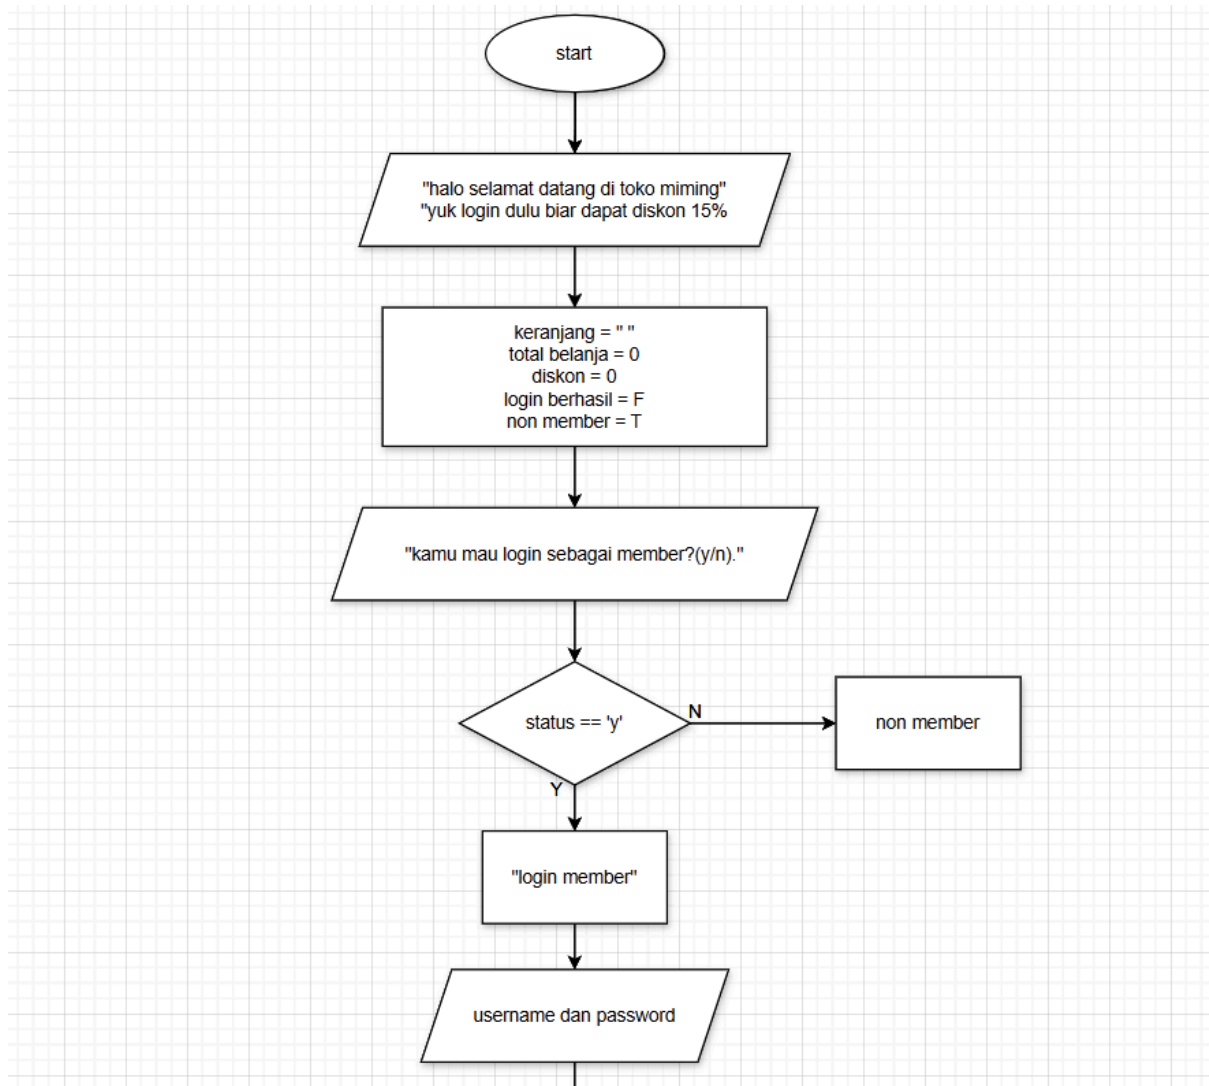 start
"halo selamat datang di toko miming"
"yuk login dulu biar dapat diskon 15%
keranjang = " "
total belanja = 0
diskon = 0
login berhasil = F
non member = T
"kamu mau login sebagai member?(y/n)."
status == 'y'
N
non member
Y
"login member"
username dan password